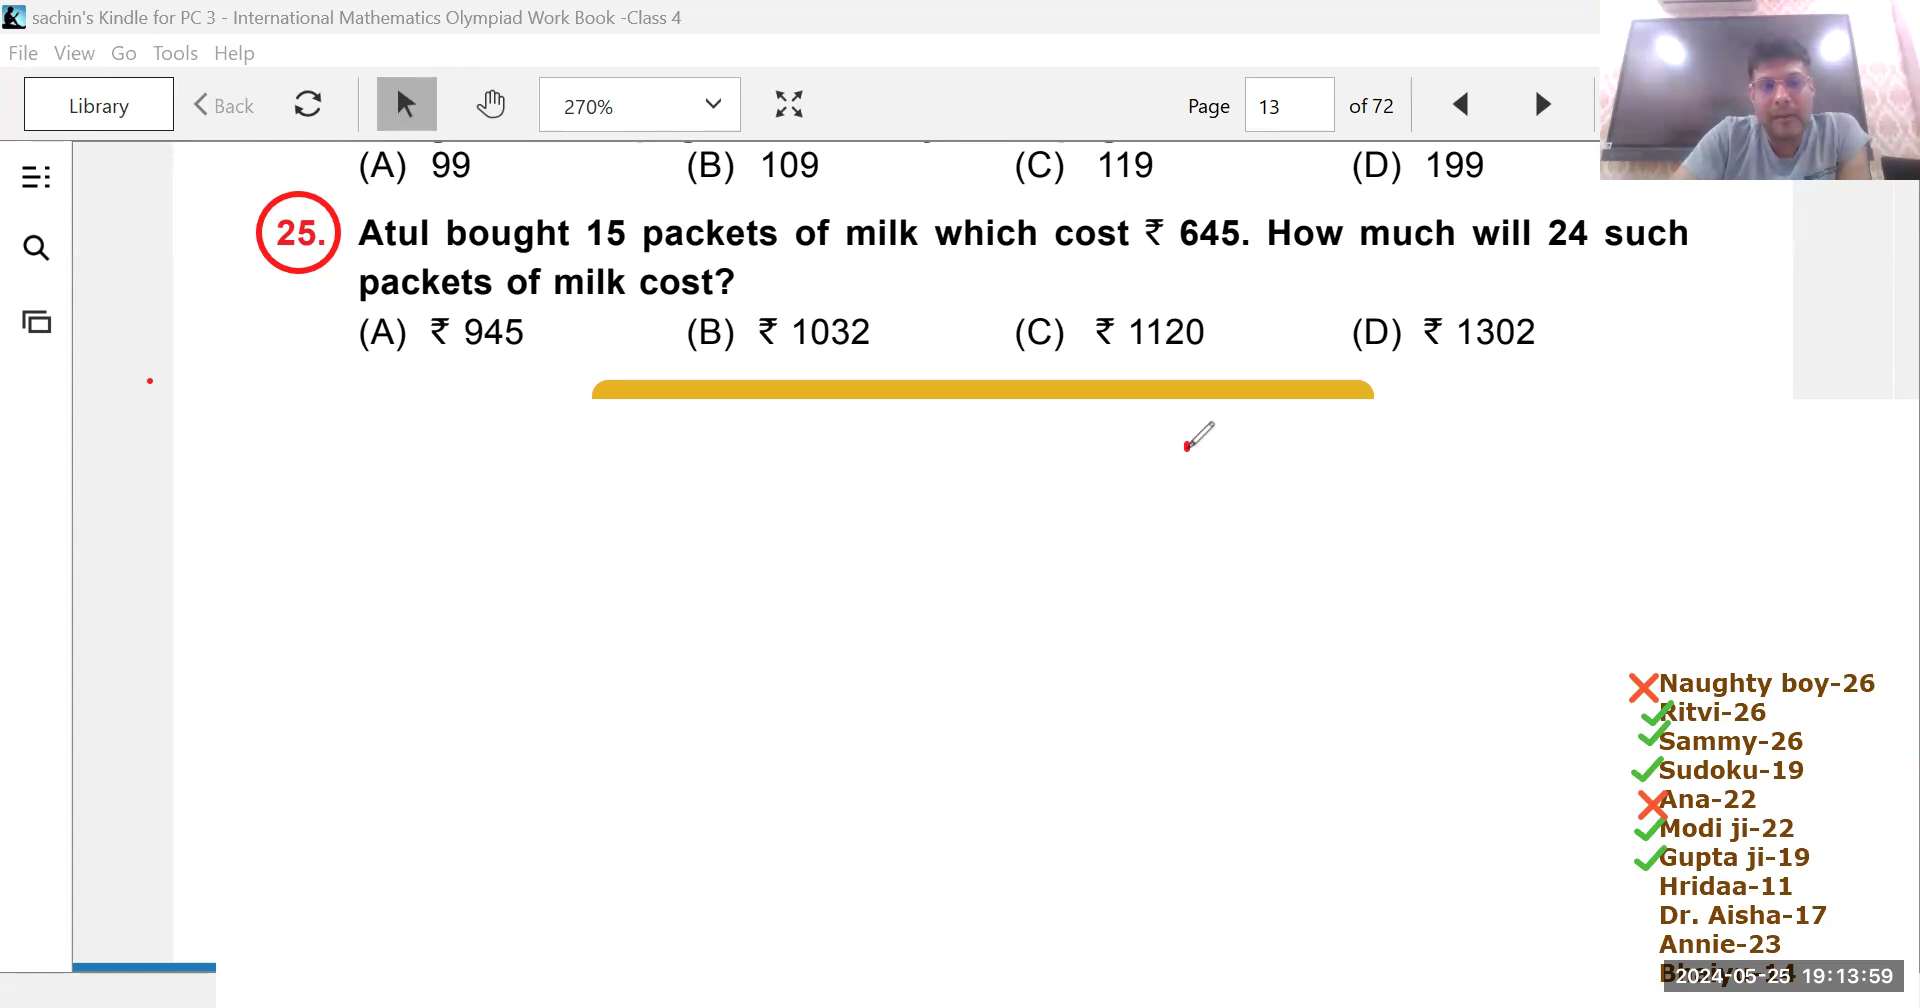 sachin's Kindle for PC 3 - International Mathematics Olympiad Work Book -Class 4
File View Go Tools Help
Library Back 270% Page 13 of 72
(A) 99 (B) 109 (C) 119 (D) 199
25. Atul bought 15 packets of milk which cost ₹ 645. How much will 24 such
packets of milk cost?
(A) ₹ 945 (B) ₹ 1032 (C) ₹ 1120 (D) ₹ 1302
Naughty boy-26
Ritvi-26
Sammy-26
Sudoku-19
Ana-22
Modi ji-22
Gupta ji-19
Hridaa-11
Dr. Aisha-17
Annie-23
2024-05-25 19:13:59